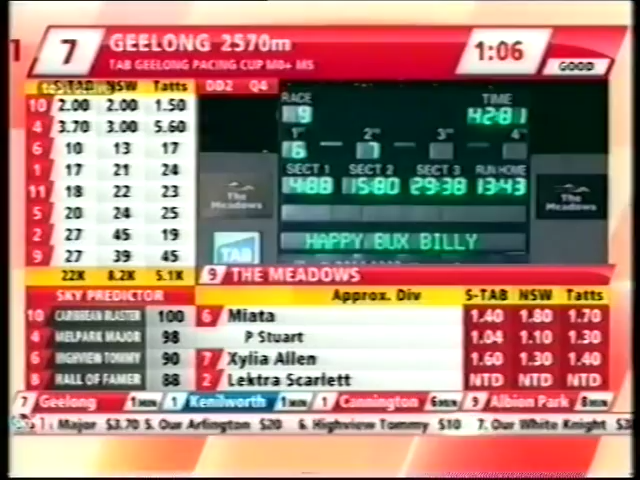 7 GEELONG 2570m 1:06
TAB GEELONG PACING CUP M0+ MS GOOD
S-TAB NSW Tatts
10 2.00 2.00 1.50
4 3.70 3.00 5.60
6 10 13 17
1 17 21 24
11 18 22 23
5 20 24 25
2 27 45 19
9 27 39 45
22K 8.2K 5.1K
DD2 Q4
RACE TIME
9 42:81
1st 2nd 3rd 4th
6 7
SECT 1 SECT 2 SECT 3 RUN HOME
4:88 15:80 29:38 13:43
HAPPY BUX BILLY
The Meadows
The Meadows
TAB
SKY PREDICTOR
10 CARIBBEAN BLASTER 100
4 MELPARK MAJOR 98
6 HIGHVIEW TOMMY 90
8 HALL OF FAMER 88
9 THE MEADOWS
Approx. Div S-TAB NSW Tatts
6 Miata 1.40 1.80 1.70
P Stuart 1.04 1.10 1.30
7 Xylia Allen 1.60 1.30 1.40
2 Lektra Scarlett NTD NTD NTD
7 Geelong 1MIN 1 Kenilworth 1MIN 1 Cannington 6MIN 9 Albion Park 8MIN
Major $3.70 5. Our Arlington $20 6. Highview Tommy $10 7. Our White Knight